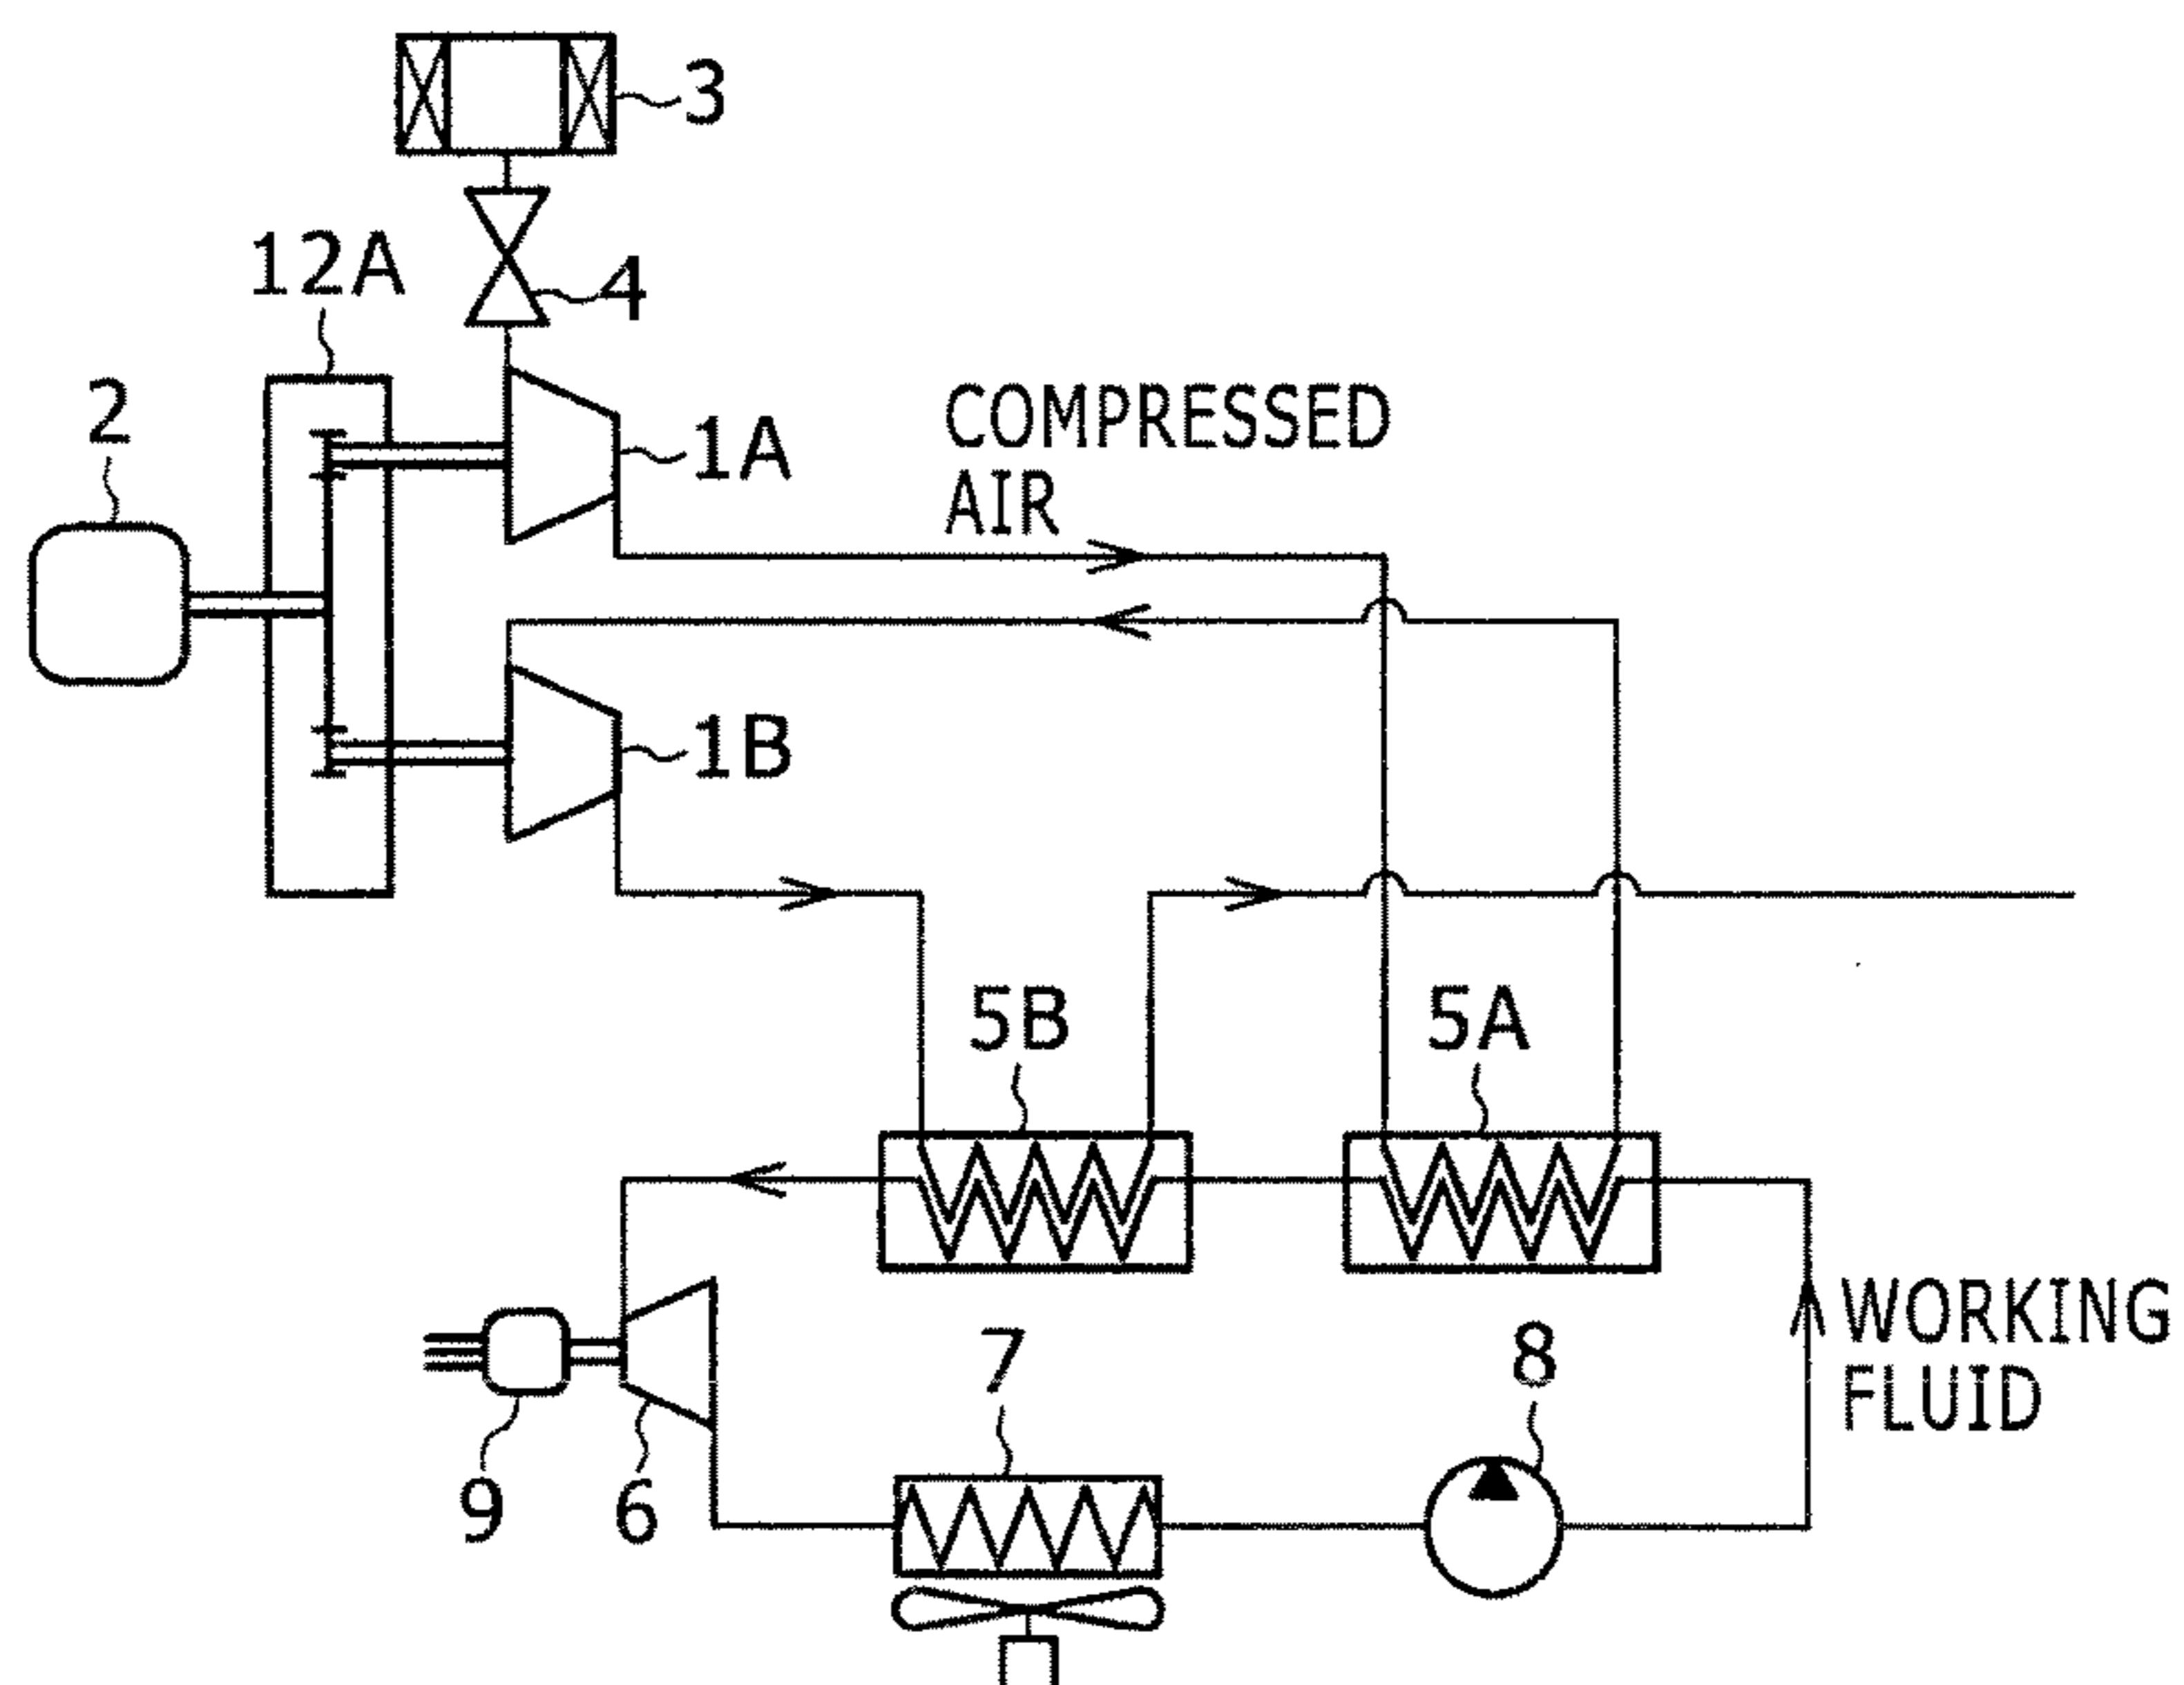 3
12A
4
2
1A
COMPRESSED
AIR
1B
5B
5A
WORKING
FLUID
7
8
9
6